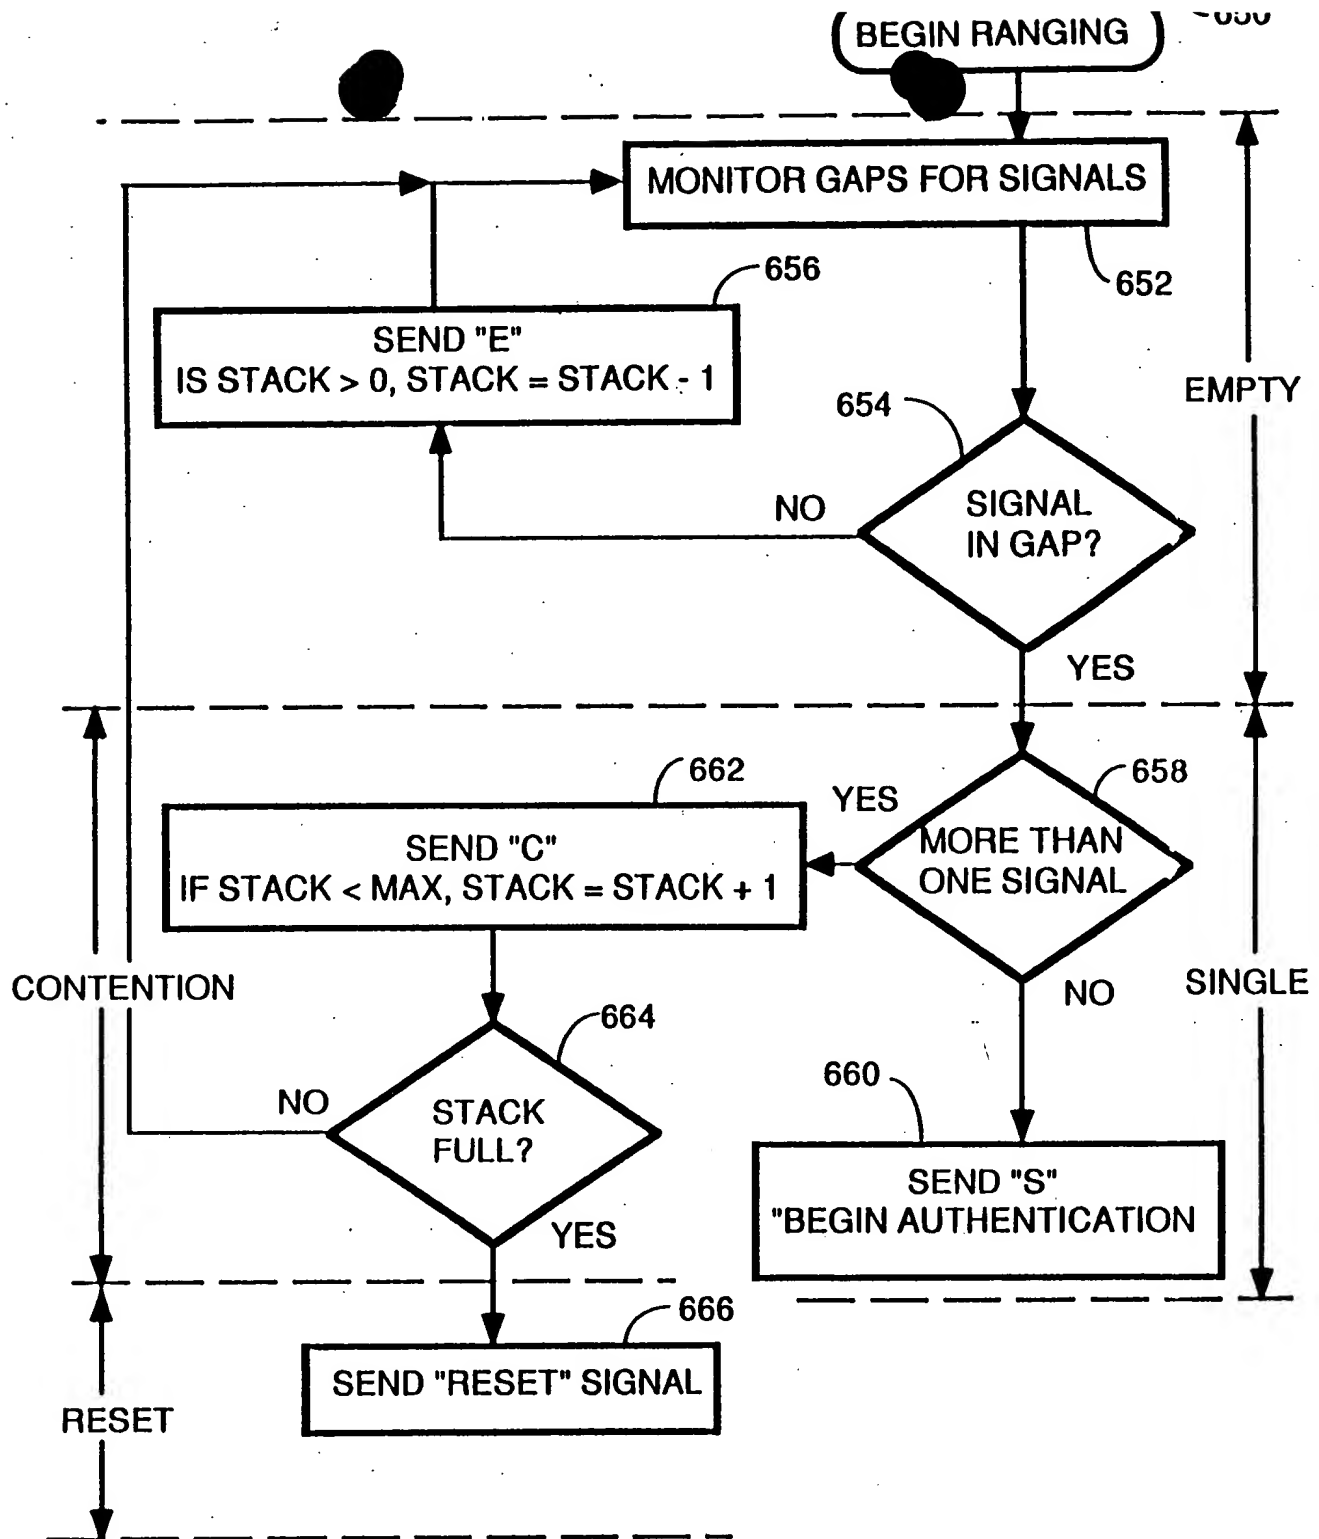 BEGIN RANGING
MONITOR GAPS FOR SIGNALS
652
656
SEND "E"
IS STACK > 0, STACK = STACK - 1
EMPTY
654
SIGNAL
IN GAP?
NO
YES
662
658
YES
SEND "C"
IF STACK < MAX, STACK = STACK + 1
MORE THAN
ONE SIGNAL
CONTENTION
SINGLE
NO
664
NO
STACK
FULL?
660
SEND "S"
"BEGIN AUTHENTICATION
YES
666
SEND "RESET" SIGNAL
RESET